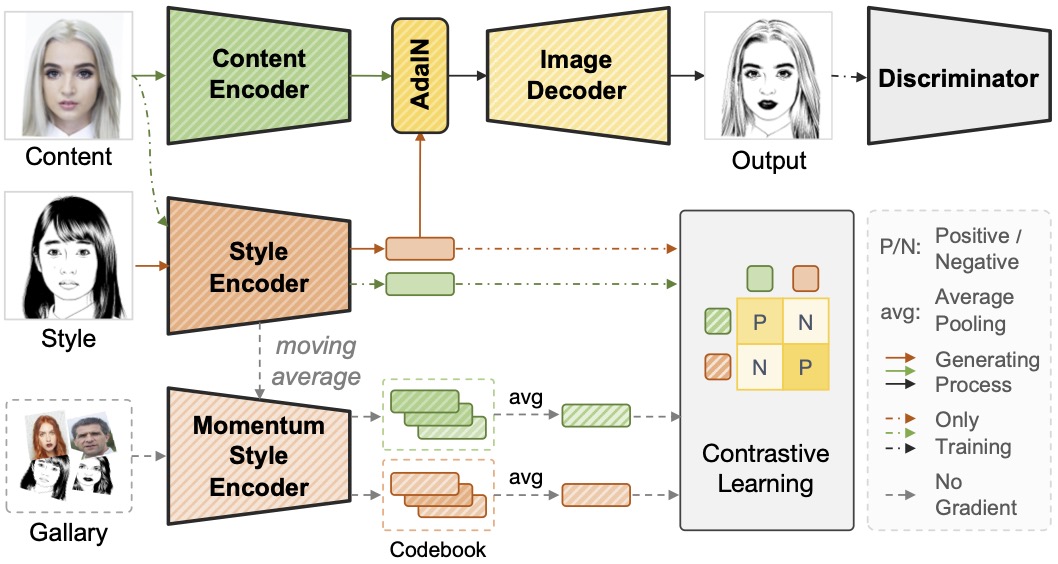 Content
Encoder
AdaIN
Image
Decoder
Discriminator
Content
Output
Style
Encoder
Style
moving
average
Momentum
Style
Encoder
Gallary
avg
avg
Codebook
P N
N P
Contrastive
Learning
P/N: Positive /
Negative
avg: Average
Pooling
Generating
Process
Only
Training
No
Gradient